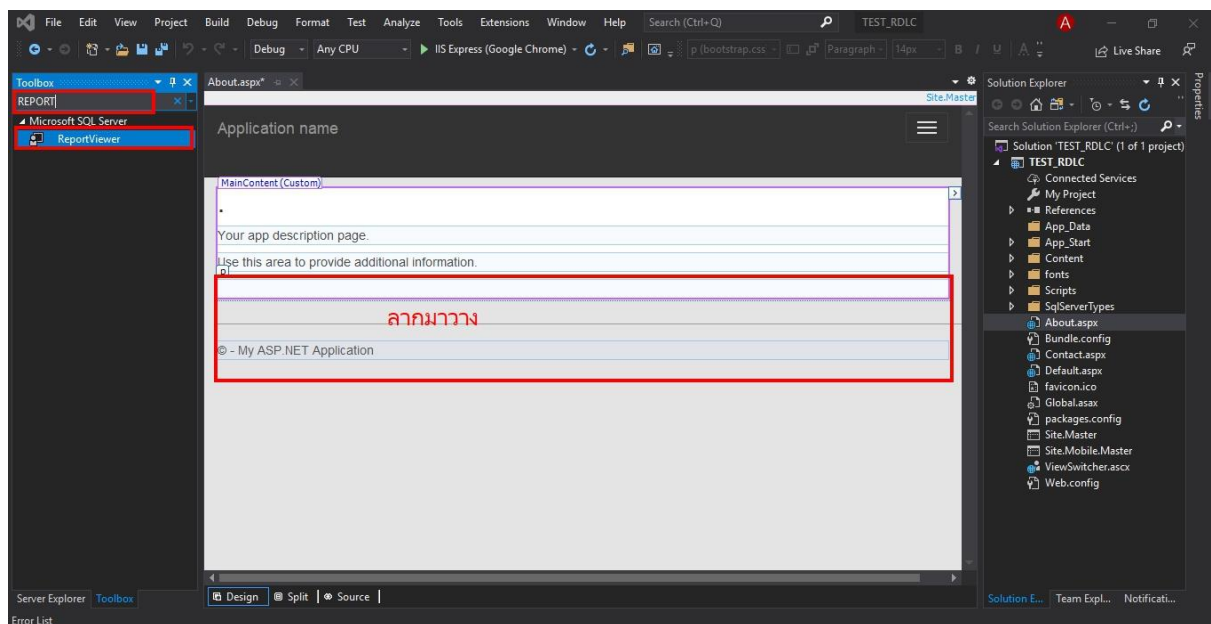 File Edit View Project Build Debug Format Test Analyze Tools Extensions Window Help Search (Ctrl+Q) TEST_RDLC A
Debug Any CPU IIS Express (Google Chrome) p (bootstrap.css Paragraph 14px B I U A Live Share
Toolbox
REPORT
Microsoft SQL Server
ReportViewer
About.aspx*
Site.Master
Application name
MainContent (Custom)
.
Your app description page.
Use this area to provide additional information.
p
ลากมาวาง
© - My ASP.NET Application
Design Split Source
Server Explorer Toolbox
Error List
Solution Explorer
Search Solution Explorer (Ctrl+;)
Solution 'TEST_RDLC' (1 of 1 project)
TEST_RDLC
Connected Services
My Project
References
App_Data
App_Start
Content
fonts
Scripts
SqlServerTypes
About.aspx
Bundle.config
Contact.aspx
Default.aspx
favicon.ico
Global.asax
packages.config
Site.Master
Site.Mobile.Master
ViewSwitcher.ascx
Web.config
Solution E... Team Expl... Notificati...
Properties